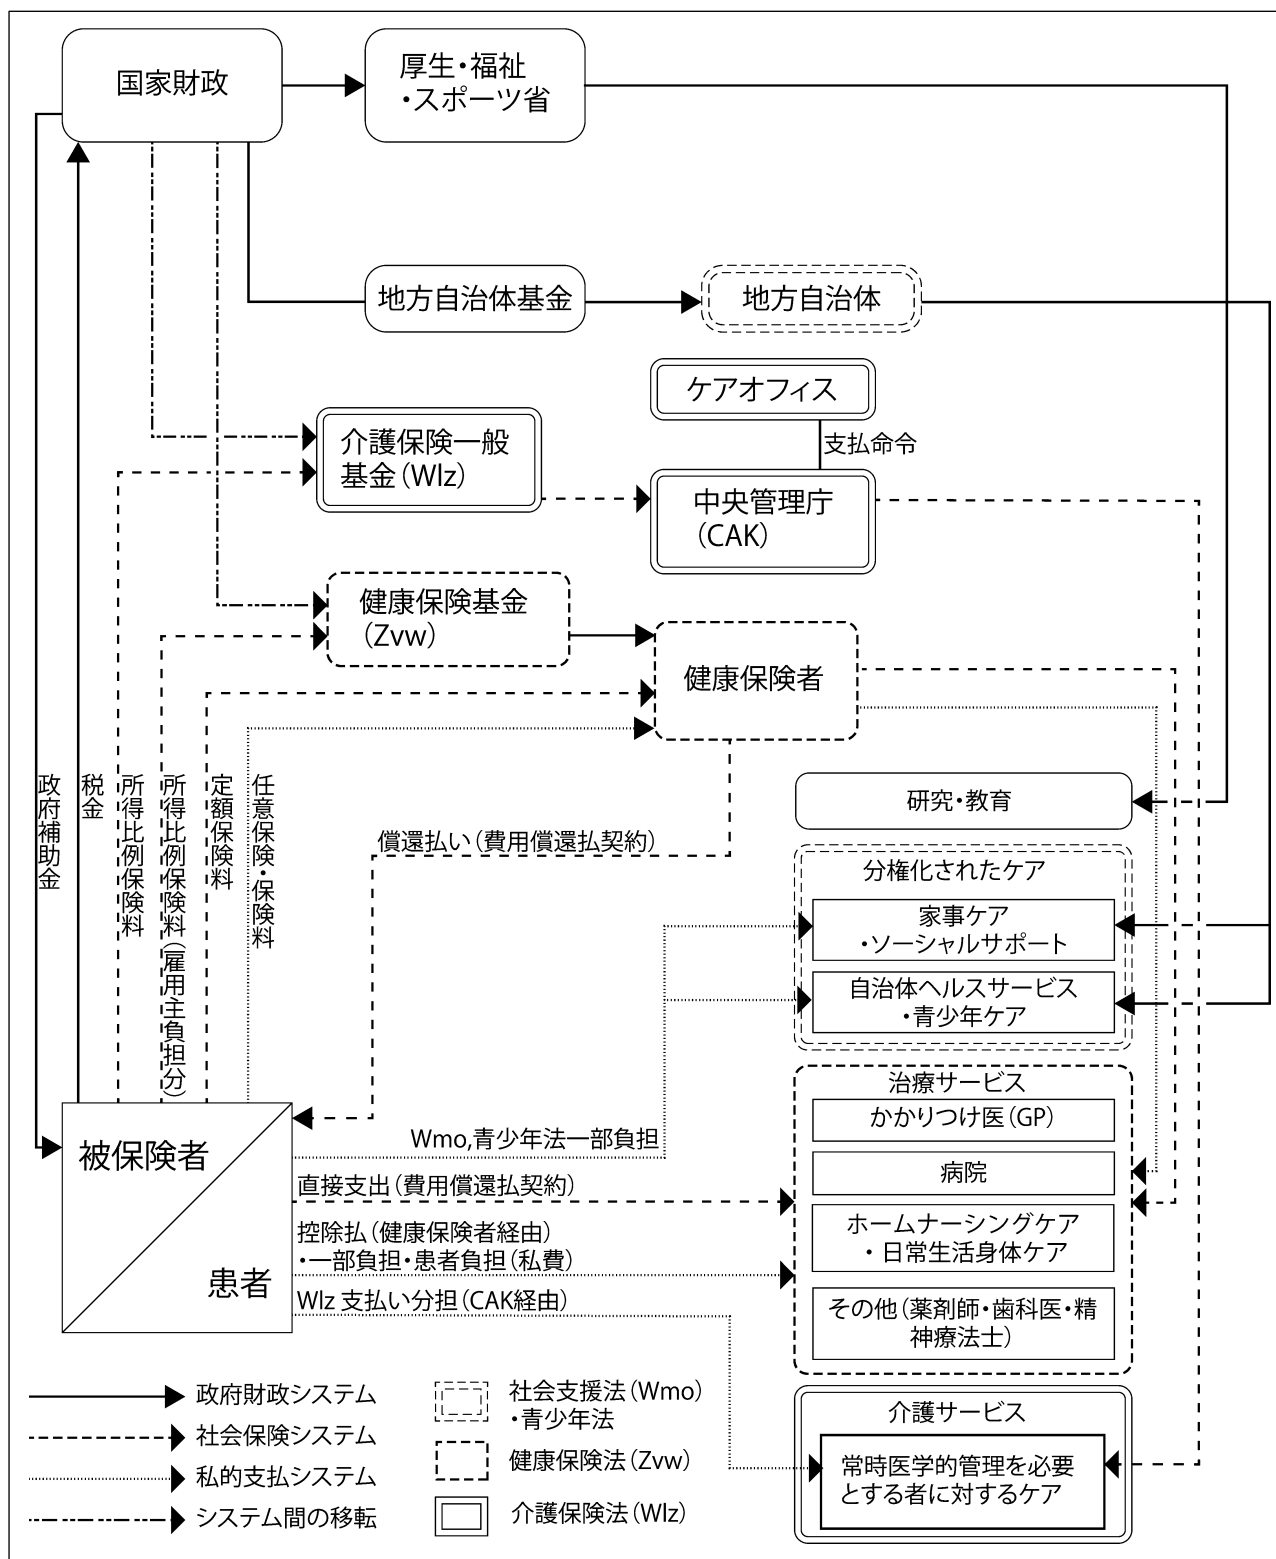 国家財政
厚生・福祉
・スポーツ省
地方自治体基金
地方自治体
ケアオフィス
支払命令
介護保険一般
基金（Wlz）
中央管理庁
（CAK）
健康保険基金
（Zvw）
健康保険者
政府補助金
税金
所得比例保険料
所得比例保険料（雇用主負担分）
定額保険料
任意保険・保険料
償還払い（費用償還払契約）
研究・教育
分権化されたケア
家事ケア
・ソーシャルサポート
自治体ヘルスサービス
・青少年ケア
治療サービス
かかりつけ医（GP）
病院
ホームナーシングケア
・日常生活身体ケア
その他（薬剤師・歯科医・精
神療法士）
被保険者
患者
Wmo,青少年法一部負担
直接支出（費用償還払契約）
控除払（健康保険者経由）
・一部負担・患者負担（私費）
Wlz 支払い分担（CAK経由）
介護サービス
常時医学的管理を必要
とする者に対するケア
政府財政システム
社会保険システム
私的支払システム
システム間の移転
社会支援法（Wmo）
・青少年法
健康保険法（Zvw）
介護保険法（Wlz）